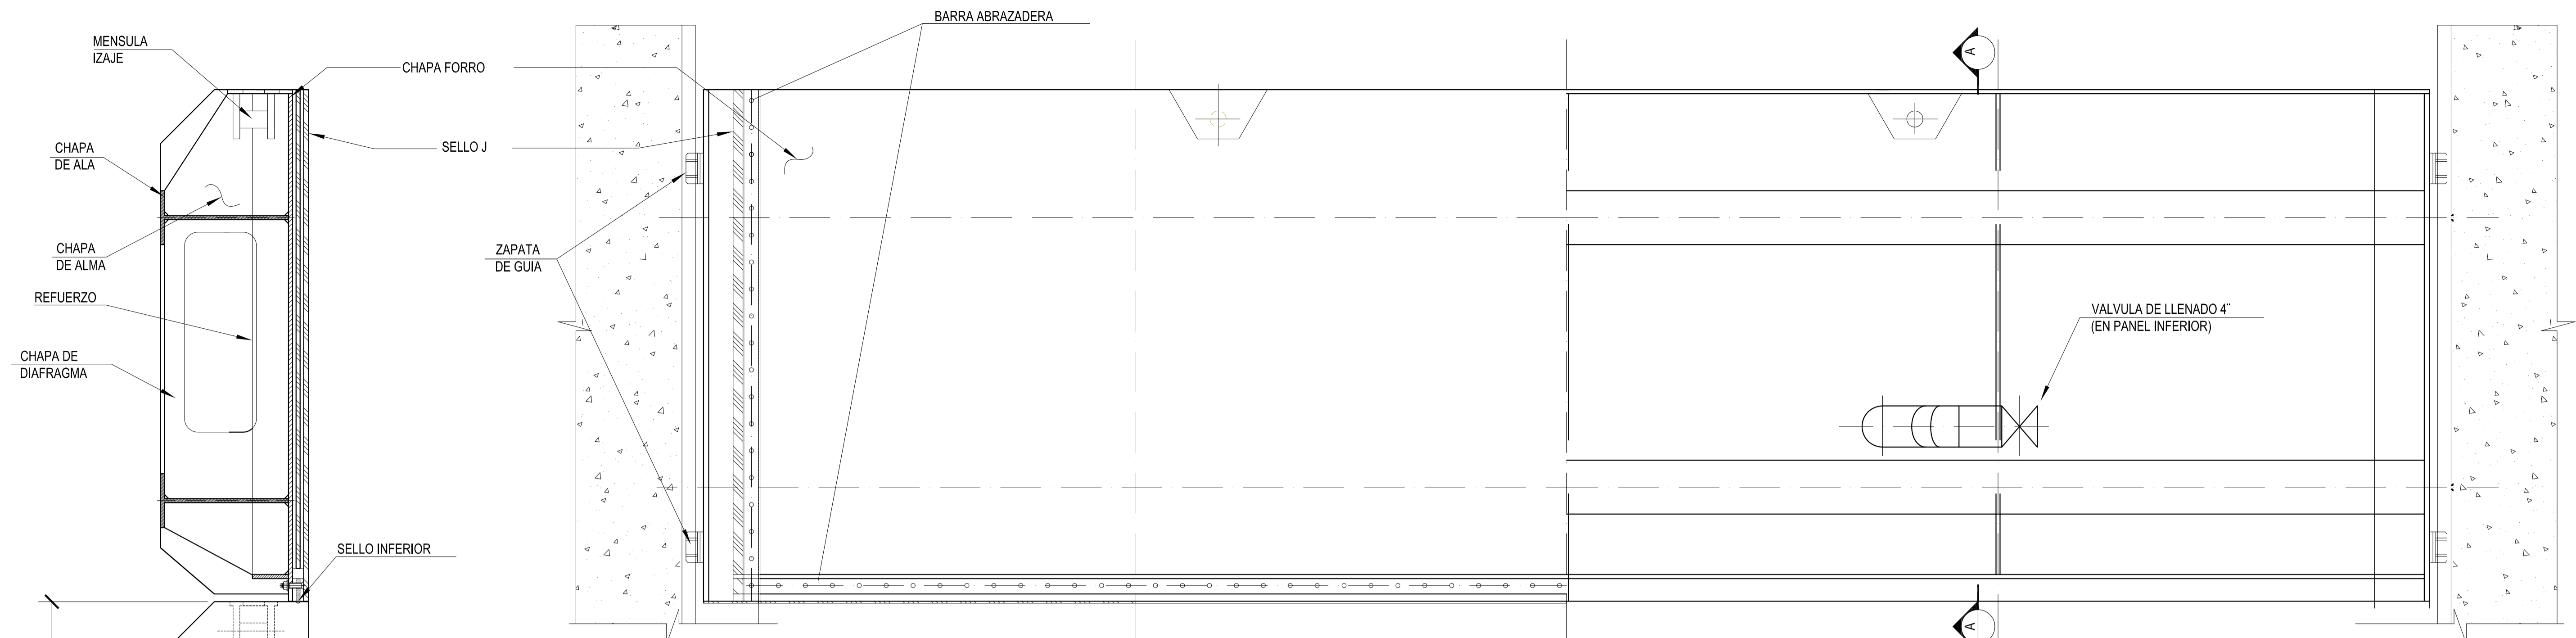 BARRA ABRAZADERA
MENSULA
IZAJE
CHAPA FORRO
A
CHAPA
DE ALA
SELLO J
CHAPA
DE ALMA
ZAPATA
DE GUIA
REFUERZO
VALVULA DE LLENADO 4"
(EN PANEL INFERIOR)
CHAPA DE
DIAFRAGMA
SELLO INFERIOR
A